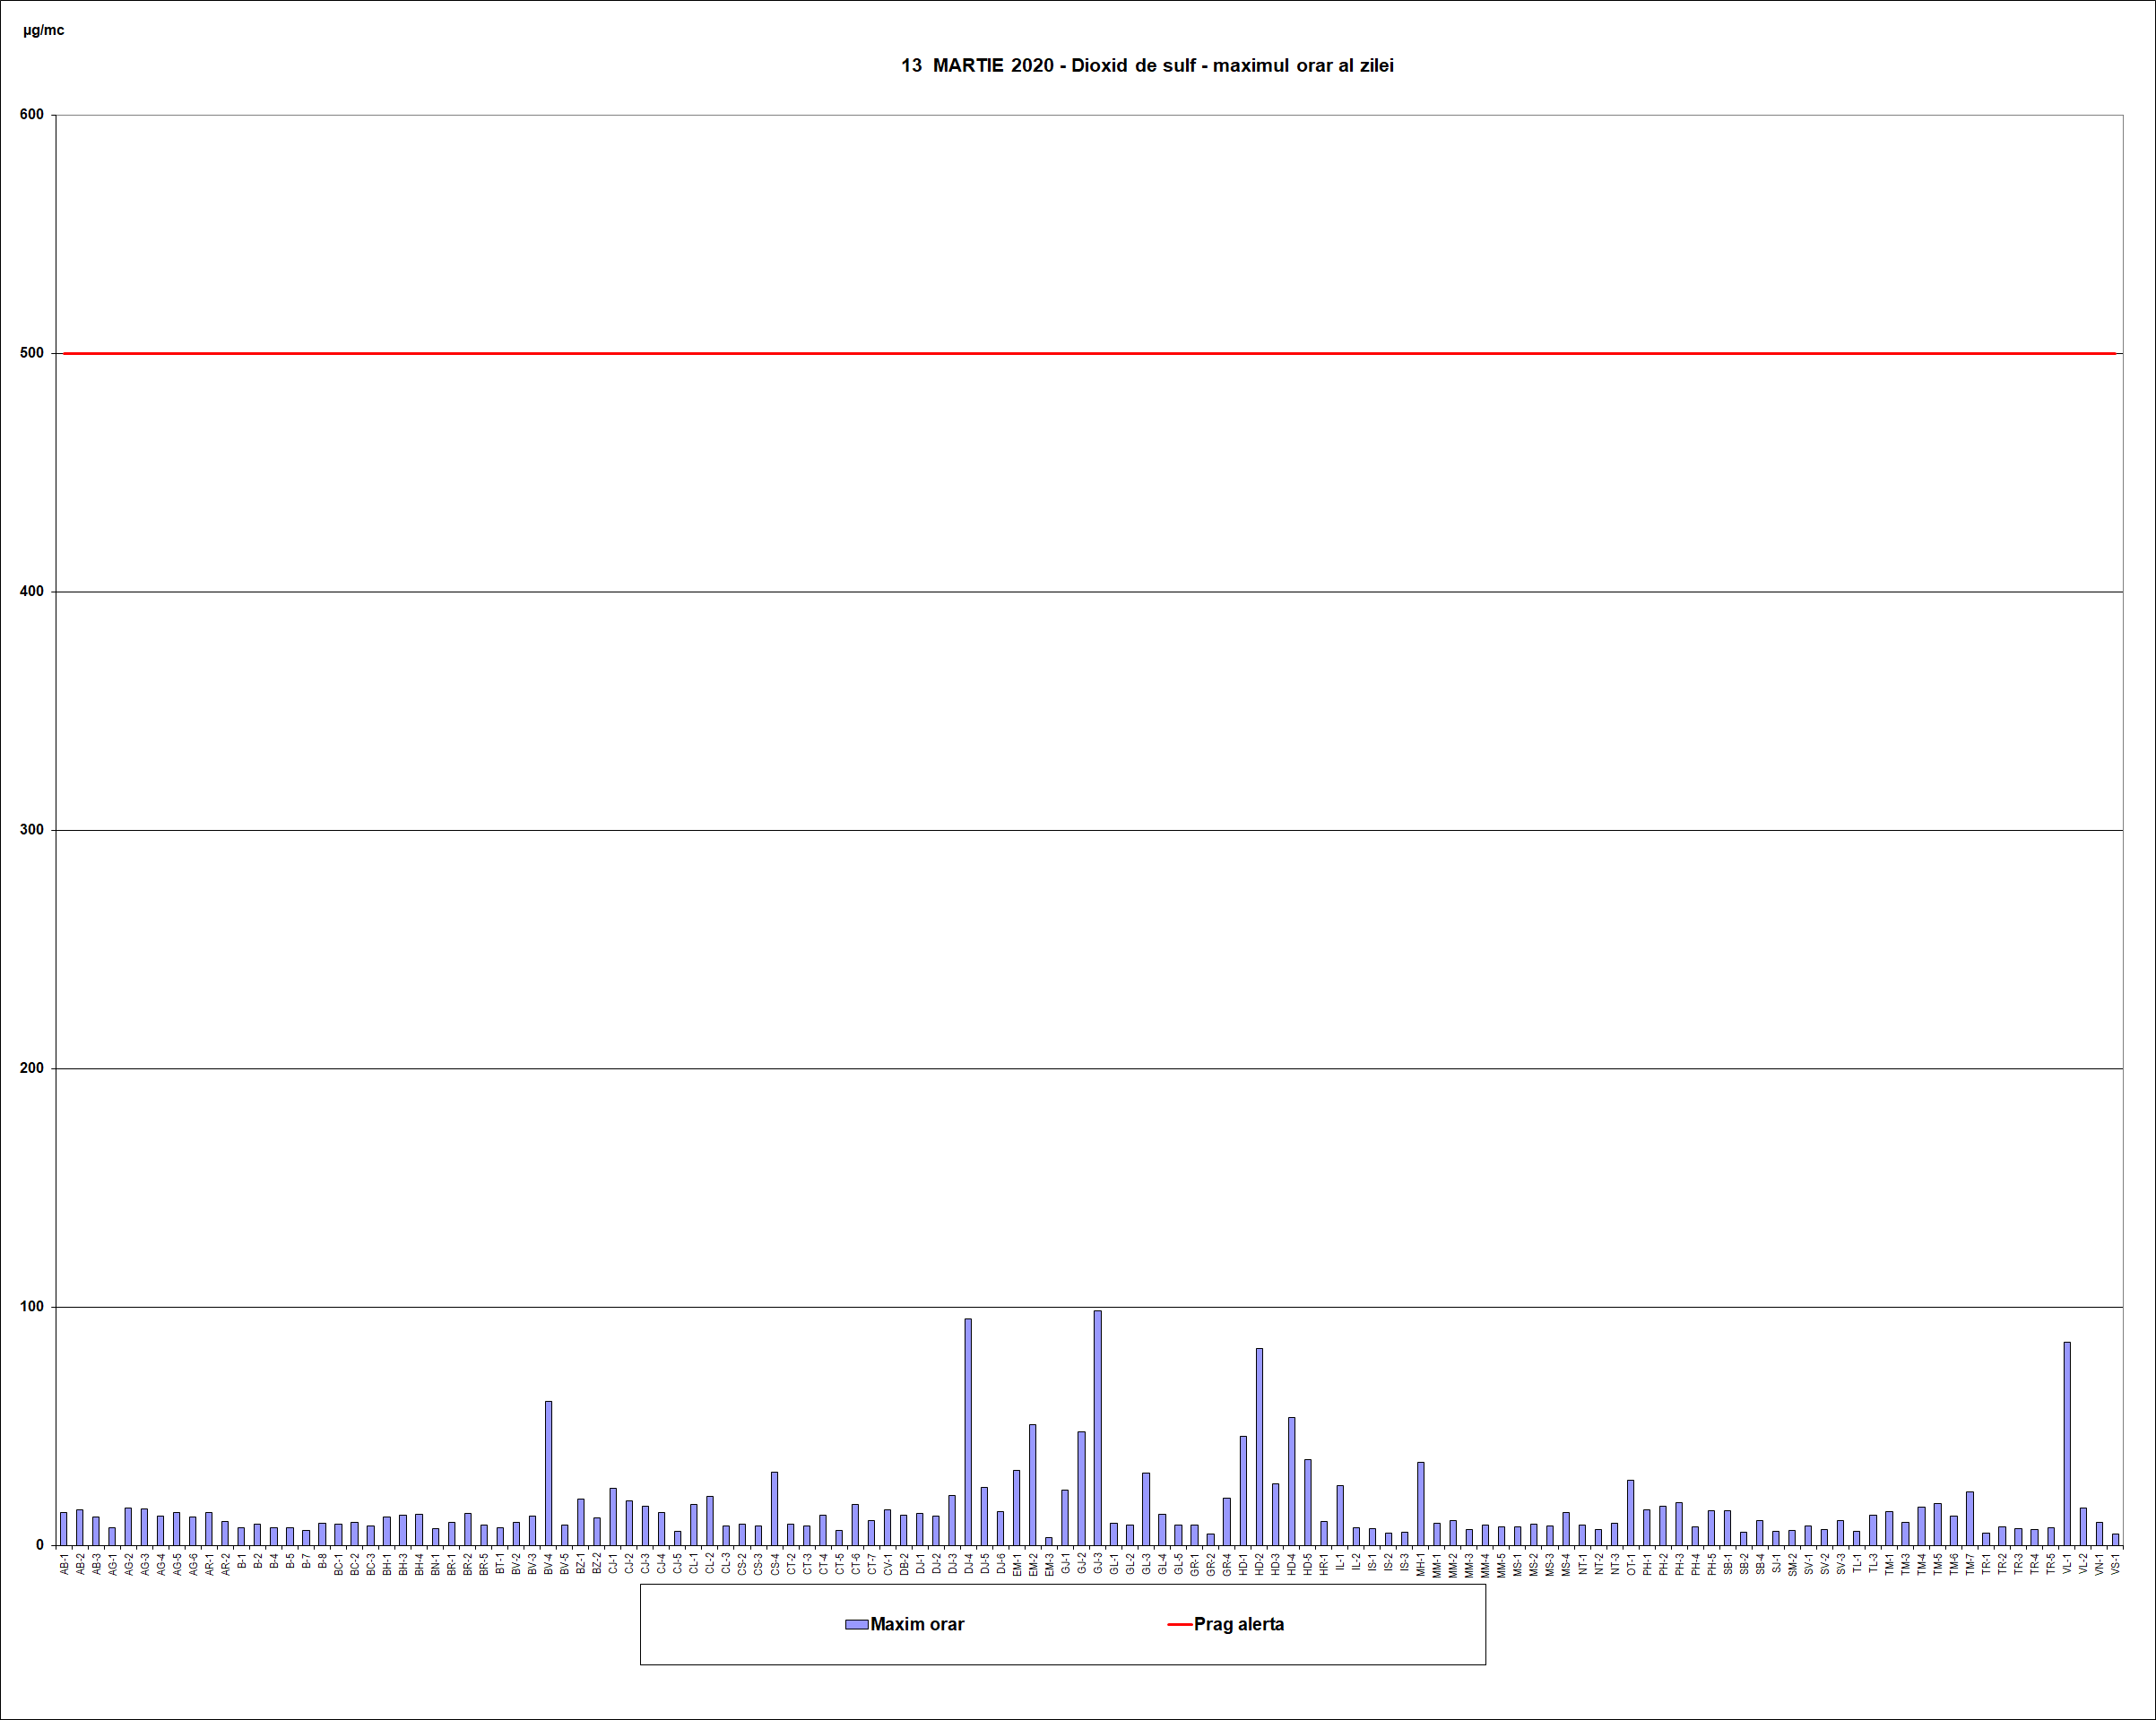 µg/mc
13 MARTIE 2020 - Dioxid de sulf - maximul orar al zilei
600
500
400
300
200
100
0
AB-1
AB-2
AB-3
AG-1
AG-2
AG-3
AG-4
AG-5
AG-6
AR-1
AR-2
B-1
B-2
B-4
B-5
B-7
B-8
BC-1
BC-2
BC-3
BH-1
BH-3
BH-4
BN-1
BR-1
BR-2
BR-5
BT-1
BV-2
BV-3
BV-4
BV-5
BZ-1
BZ-2
CJ-1
CJ-2
CJ-3
CJ-4
CJ-5
CL-1
CL-2
CL-3
CS-2
CS-3
CS-4
CT-2
CT-3
CT-4
CT-5
CT-6
CT-7
CV-1
DB-2
DJ-1
DJ-2
DJ-3
DJ-4
DJ-5
DJ-6
EM-1
EM-2
EM-3
GJ-1
GJ-2
GJ-3
GL-1
GL-2
GL-3
GL-4
GL-5
GR-1
GR-2
GR-4
HD-1
HD-2
HD-3
HD-4
HD-5
HR-1
IL-1
IL-2
IS-1
IS-2
IS-3
MH-1
MM-1
MM-2
MM-3
MM-4
MM-5
MS-1
MS-2
MS-3
MS-4
NT-1
NT-2
NT-3
OT-1
PH-1
PH-2
PH-3
PH-4
PH-5
SB-1
SB-2
SB-4
SJ-1
SM-2
SV-1
SV-2
SV-3
TL-1
TL-3
TM-1
TM-3
TM-4
TM-5
TM-6
TM-7
TR-1
TR-2
TR-3
TR-4
TR-5
VL-1
VL-2
VN-1
VS-1
Maxim orar
Prag alerta